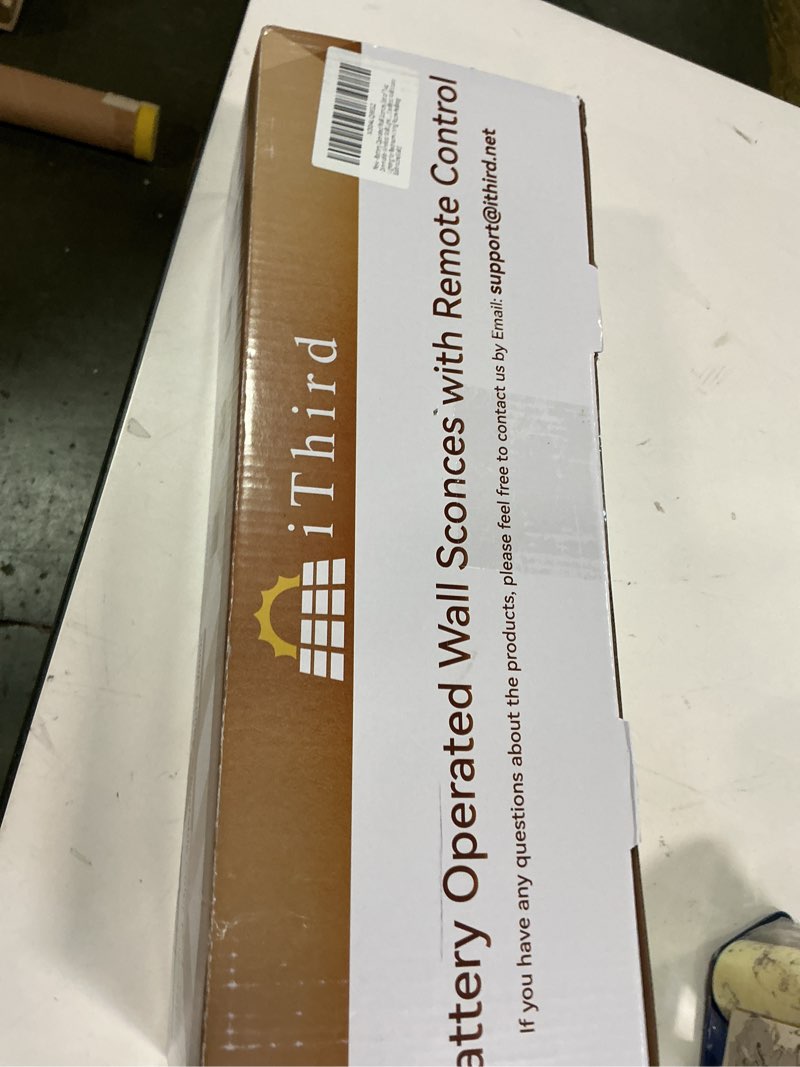 iThird
attery Operated Wall Sconces with Remote Control
If you have any questions about the products, please feel free to contact us by Email: support@ithird.net